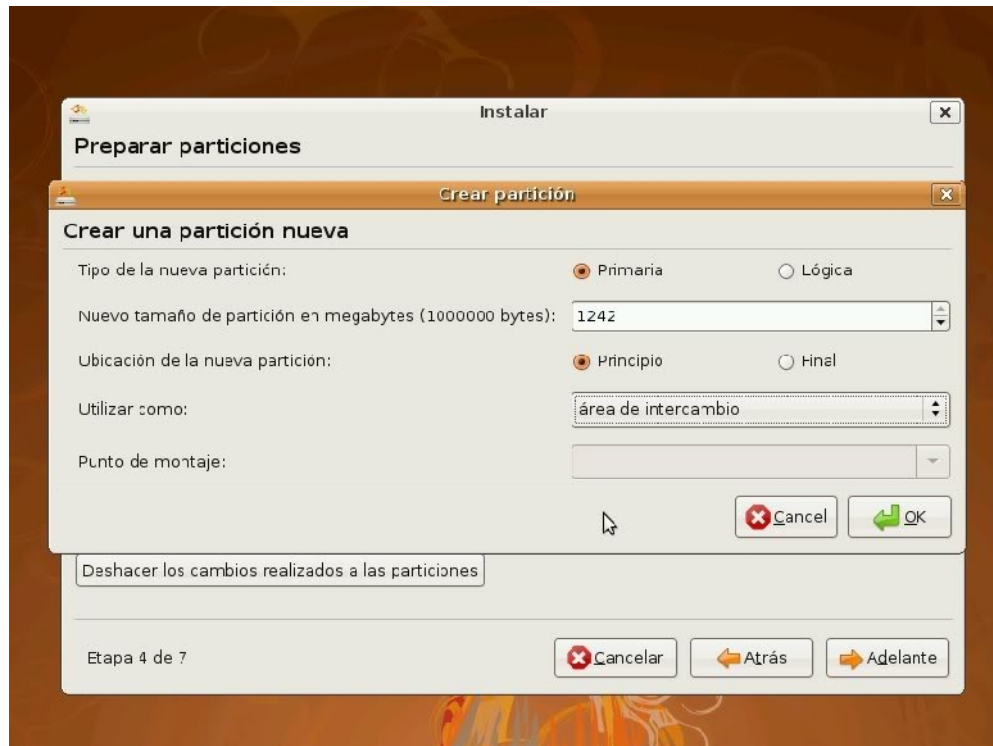 Instalar
Preparar particiones
Crear partición
Crear una partición nueva
Tipo de la nueva partición: Primaria Lógica
Nuevo tamaño de partición en megabytes (1000000 bytes): 1242
Ubicación de la nueva partición: Principio Final
Utilizar como: área de intercambio
Punto de montaje:
Cancel OK
Deshacer los cambios realizados a las particiones
Etapa 4 de 7 Cancelar Atrás Adelante